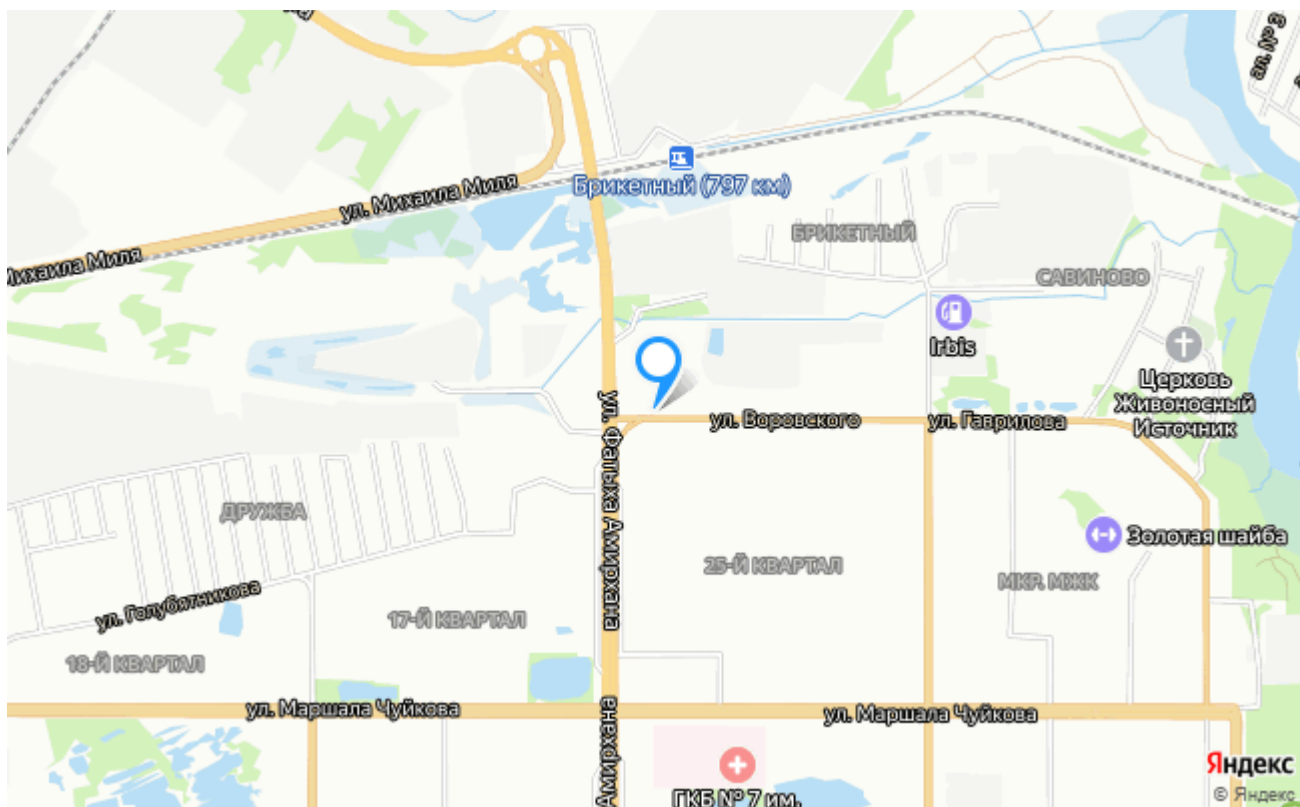 ал. № 3
ул. Михаила Миля
Михаила Миля
Брикетный (797 км)
БРИКЕТНЫЙ
САВИНОВО
Irbis
Церковь
Живоносный
Источник
ул. Воровского
ул. Гаврилова
ул. Фатыха Амирхана
ДРУЖБА
Золотая шайба
25-Й КВАРТАЛ
МКР. МЖК
ул. Голубятникова
17-Й КВАРТАЛ
18-Й КВАРТАЛ
ул. Маршала Чуйкова
ул. Маршала Чуйкова
Амирхана
ГКБ № 7 им.
Яндекс
© Яндекс